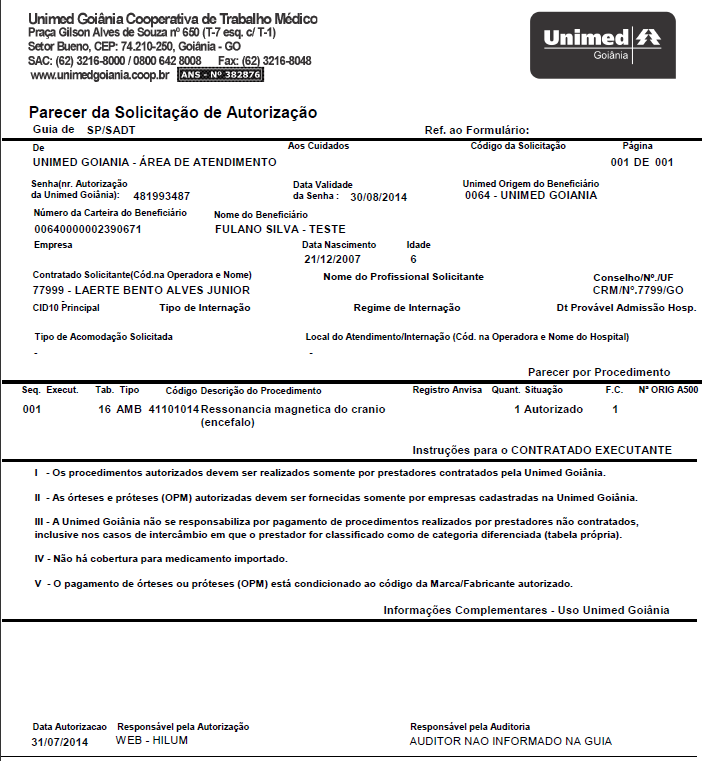 Unimed Goiânia Cooperativa de Trabalho Médico
Praça Gilson Alves de Souza nº 650 (T-7 esq. c/ T-1)
Setor Bueno, CEP: 74.210-250, Goiânia - GO
SAC: (62) 3216-8000 / 0800 642 8008 Fax: (62) 3216-8048
www.unimedgoiania.coop.br ANS - Nº 382876
Unimed
Goiânia
Parecer da Solicitação de Autorização
Guia de SP/SADT Ref. ao Formulário:
De Aos Cuidados Código da Solicitação Página
UNIMED GOIANIA - ÁREA DE ATENDIMENTO 001 DE 001
Senha(nr. Autorização Data Validade Unimed Origem do Beneficiário
da Unimed Goiânia): 481993487 da Senha : 30/08/2014 0064 - UNIMED GOIANIA
Número da Carteira do Beneficiário Nome do Beneficiário
00640000002390671 FULANO SILVA - TESTE
Empresa Data Nascimento Idade
21/12/2007 6
Contratado Solicitante(Cód.na Operadora e Nome) Nome do Profissional Solicitante Conselho/Nº./UF
77999 - LAERTE BENTO ALVES JUNIOR CRM/Nº.7799/GO
CID10 Principal Tipo de Internação Regime de Internação Dt Provável Admissão Hosp.
-
Tipo de Acomodação Solicitada Local do Atendimento/Internação (Cód. na Operadora e Nome do Hospital)
- -
Parecer por Procedimento
Seq. Execut. Tab. Tipo Código Descrição do Procedimento Registro Anvisa Quant. Situação F.C. Nª ORIG A500
001 16 AMB 41101014 Ressonancia magnetica do cranio 1 Autorizado 1
(encefalo)
Instruções para o CONTRATADO EXECUTANTE
I - Os procedimentos autorizados devem ser realizados somente por prestadores contratados pela Unimed Goiânia.
II - As órteses e próteses (OPM) autorizadas devem ser fornecidas somente por empresas cadastradas na Unimed Goiânia.
III - A Unimed Goiânia não se responsabiliza por pagamento de procedimentos realizados por prestadores não contratados,
inclusive nos casos de intercâmbio em que o prestador for classificado como de categoria diferenciada (tabela própria).
IV - Não há cobertura para medicamento importado.
V - O pagamento de órteses ou próteses (OPM) está condicionado ao código da Marca/Fabricante autorizado.
Informações Complementares - Uso Unimed Goiânia
Data Autorizacao Responsável pela Autorização Responsável pela Auditoria
31/07/2014 WEB - HILUM AUDITOR NAO INFORMADO NA GUIA